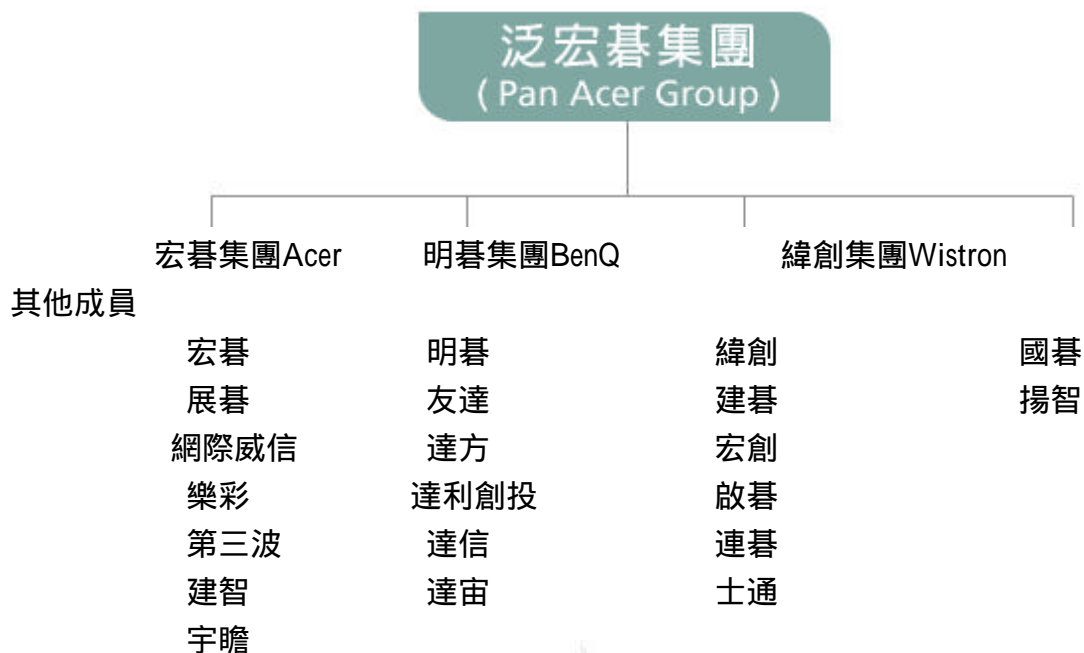 泛宏碁集團
( Pan Acer Group )
宏碁集團Acer 明碁集團BenQ 緯創集團Wistron
其他成員
宏碁 明碁 緯創 國碁
展碁 友達 建碁 揚智
網際威信 達方 宏創
樂彩 達利創投 啟碁
第三波 達信 連碁
建智 達宙 士通
宇瞻